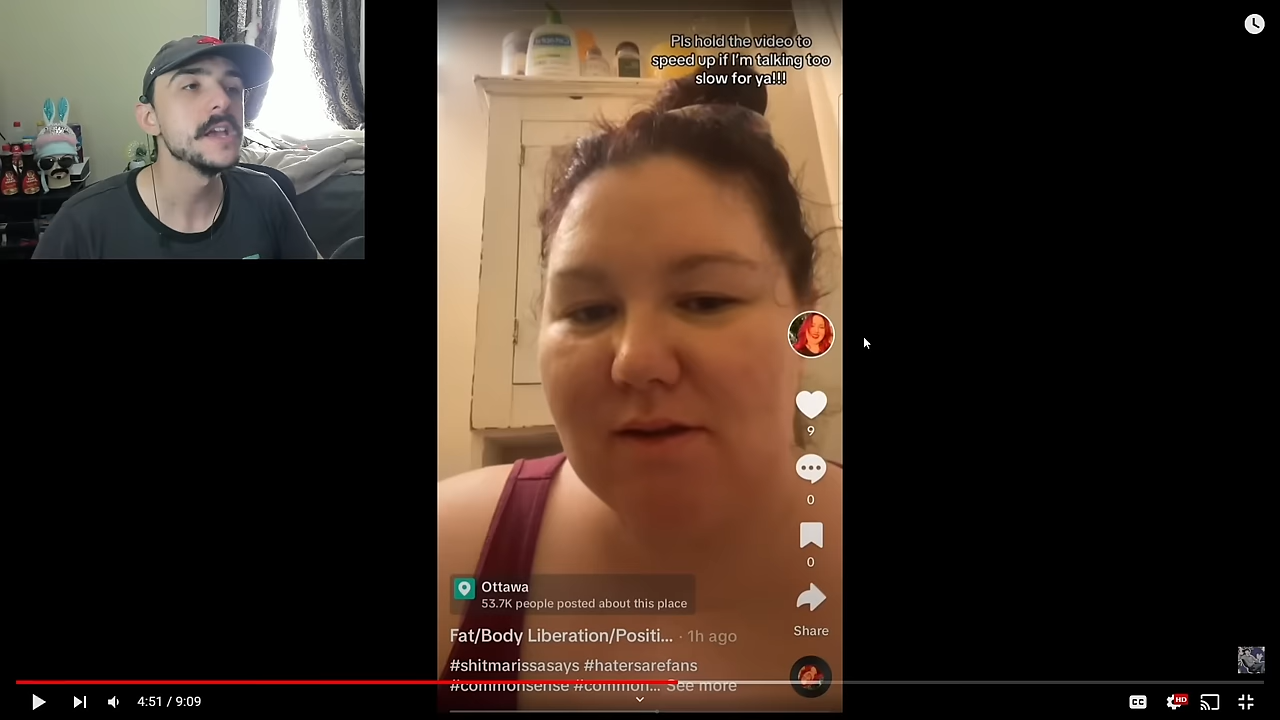 Pls hold the video to
speed up if I'm talking too
slow for ya!!!
9
0
0
Share
Ottawa
53.7K people posted about this place
Fat/Body Liberation/Positi... · 1h ago
#shitmarissasays #hatersarefans
#commonsense #common... See more
4:51 / 9:09
CC
HD